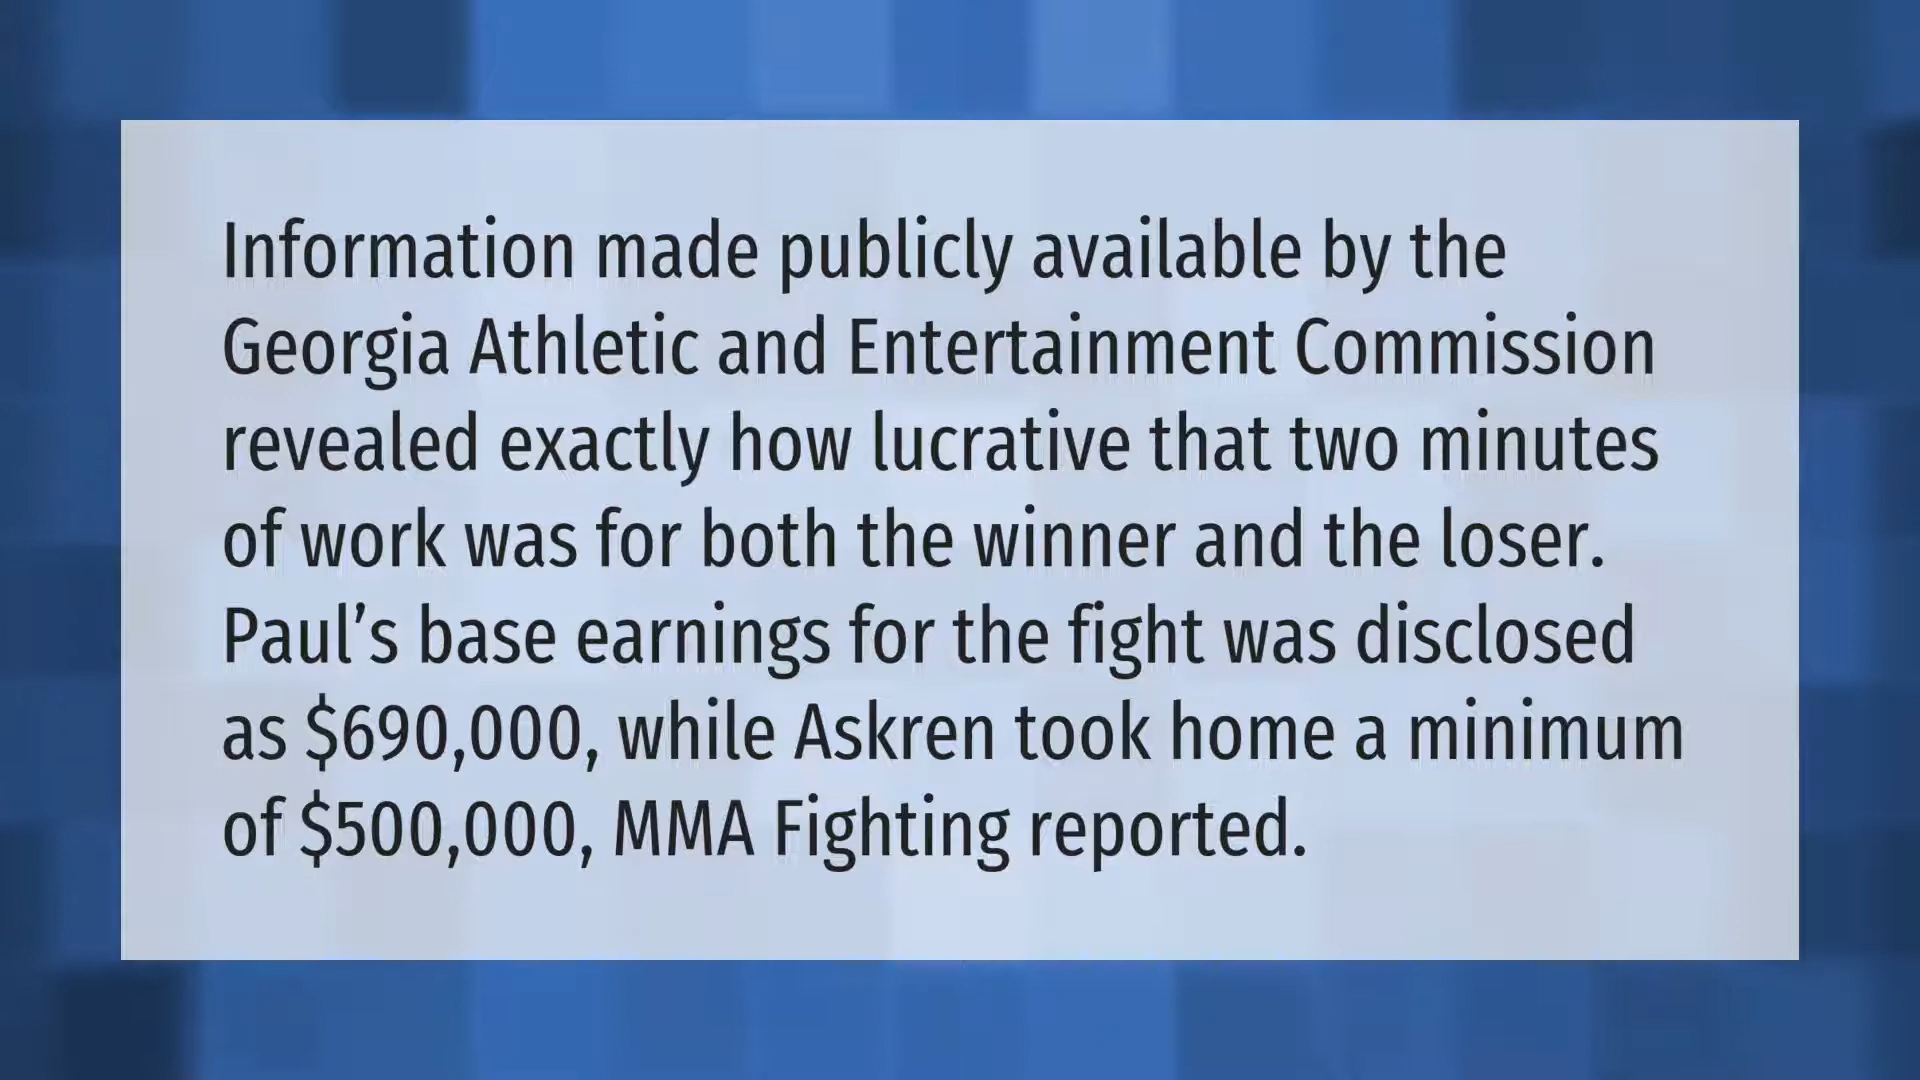 Information made publicly available by the
Georgia Athletic and Entertainment Commission
revealed exactly how lucrative that two minutes
of work was for both the winner and the loser.
Paul’s base earnings for the fight was disclosed
as $690,000, while Askren took home a minimum
of $500,000, MMA Fighting reported.